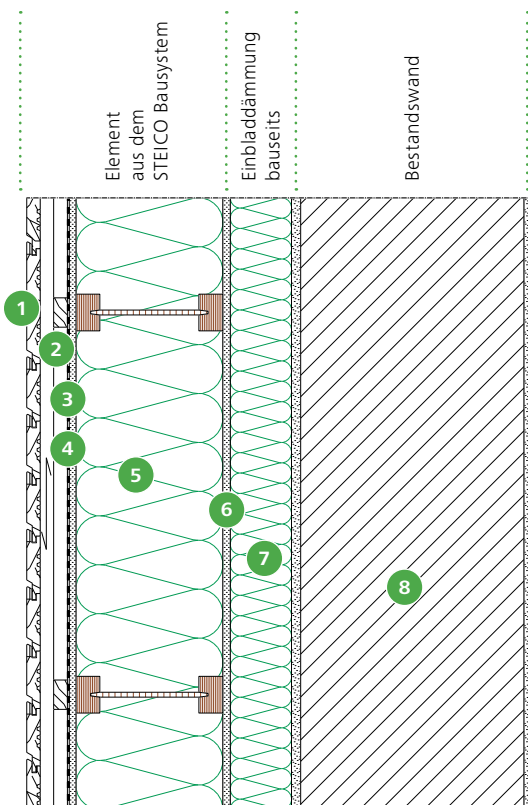 Element
aus dem
STEICO Bausystem
Einbladdämmung
bauseits
Bestandswand
1
2
3
4
5
6
7
8